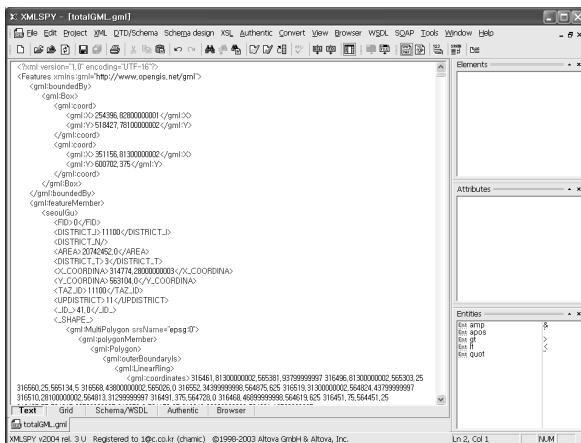 XMLSPY - [totalGML.gml]
File Edit Project XML DTD/Schema Schema design XSL Authentic Convert View Browser WSDL SOAP Tools Window Help
<?xml version="1.0" encoding="UTF-16"?>
<Features xmlns:gml="http://www.opengis.net/gml">
<gml:boundedBy>
<gml:Box>
<gml:coord>
<gml:X>254396,82800000001</gml:X>
<gml:Y>518427,78100000002</gml:Y>
</gml:coord>
<gml:coord>
<gml:X>351156,81300000002</gml:X>
<gml:Y>600702,375</gml:Y>
</gml:coord>
</gml:Box>
</gml:boundedBy>
<gml:featureMember>
<seoulGu>
<FID>0</FID>
<DISTRICT_I>11100</DISTRICT_I>
<DISTRICT_N/>
<AREA>20742452,0</AREA>
<DISTRICT_T>3</DISTRICT_T>
<X_COORDINA>314774,28000000003</X_COORDINA>
<Y_COORDINA>563104,0</Y_COORDINA>
<TAZ_ID>11100</TAZ_ID>
<UPDISTRICT>11</UPDISTRICT>
<_ID_>41,0</_ID_>
<_SHAPE_>
<gml:MultiPolygon srsName="epsg:0">
<gml:polygonMember>
<gml:Polygon>
<gml:outerBoundaryIs>
<gml:LinearRing>
<gml:coordinates>316461,81300000002,565381,93799999997 316496,81300000002,565303,25
316560,25,565134,5 316568,43800000002,565026,0 316552,34399999998,564875,625 316519,31300000002,564824,43799999997
316510,28100000002,564813,31299999997 316491,375,564728,0 316468,46899999998,564619,625 316451,75,564451,25
Text Grid Schema/WSDL Authentic Browser
totalGML.gml
XMLSPY v2004 rel. 3 U Registered to 1@c.co.kr (chamic) ©1998-2003 Altova GmbH & Altova, Inc. Ln 2, Col 1 NUM
Elements
Attributes
Entities
Ent amp &
Ent apos '
Ent gt >
Ent lt <
Ent quot "